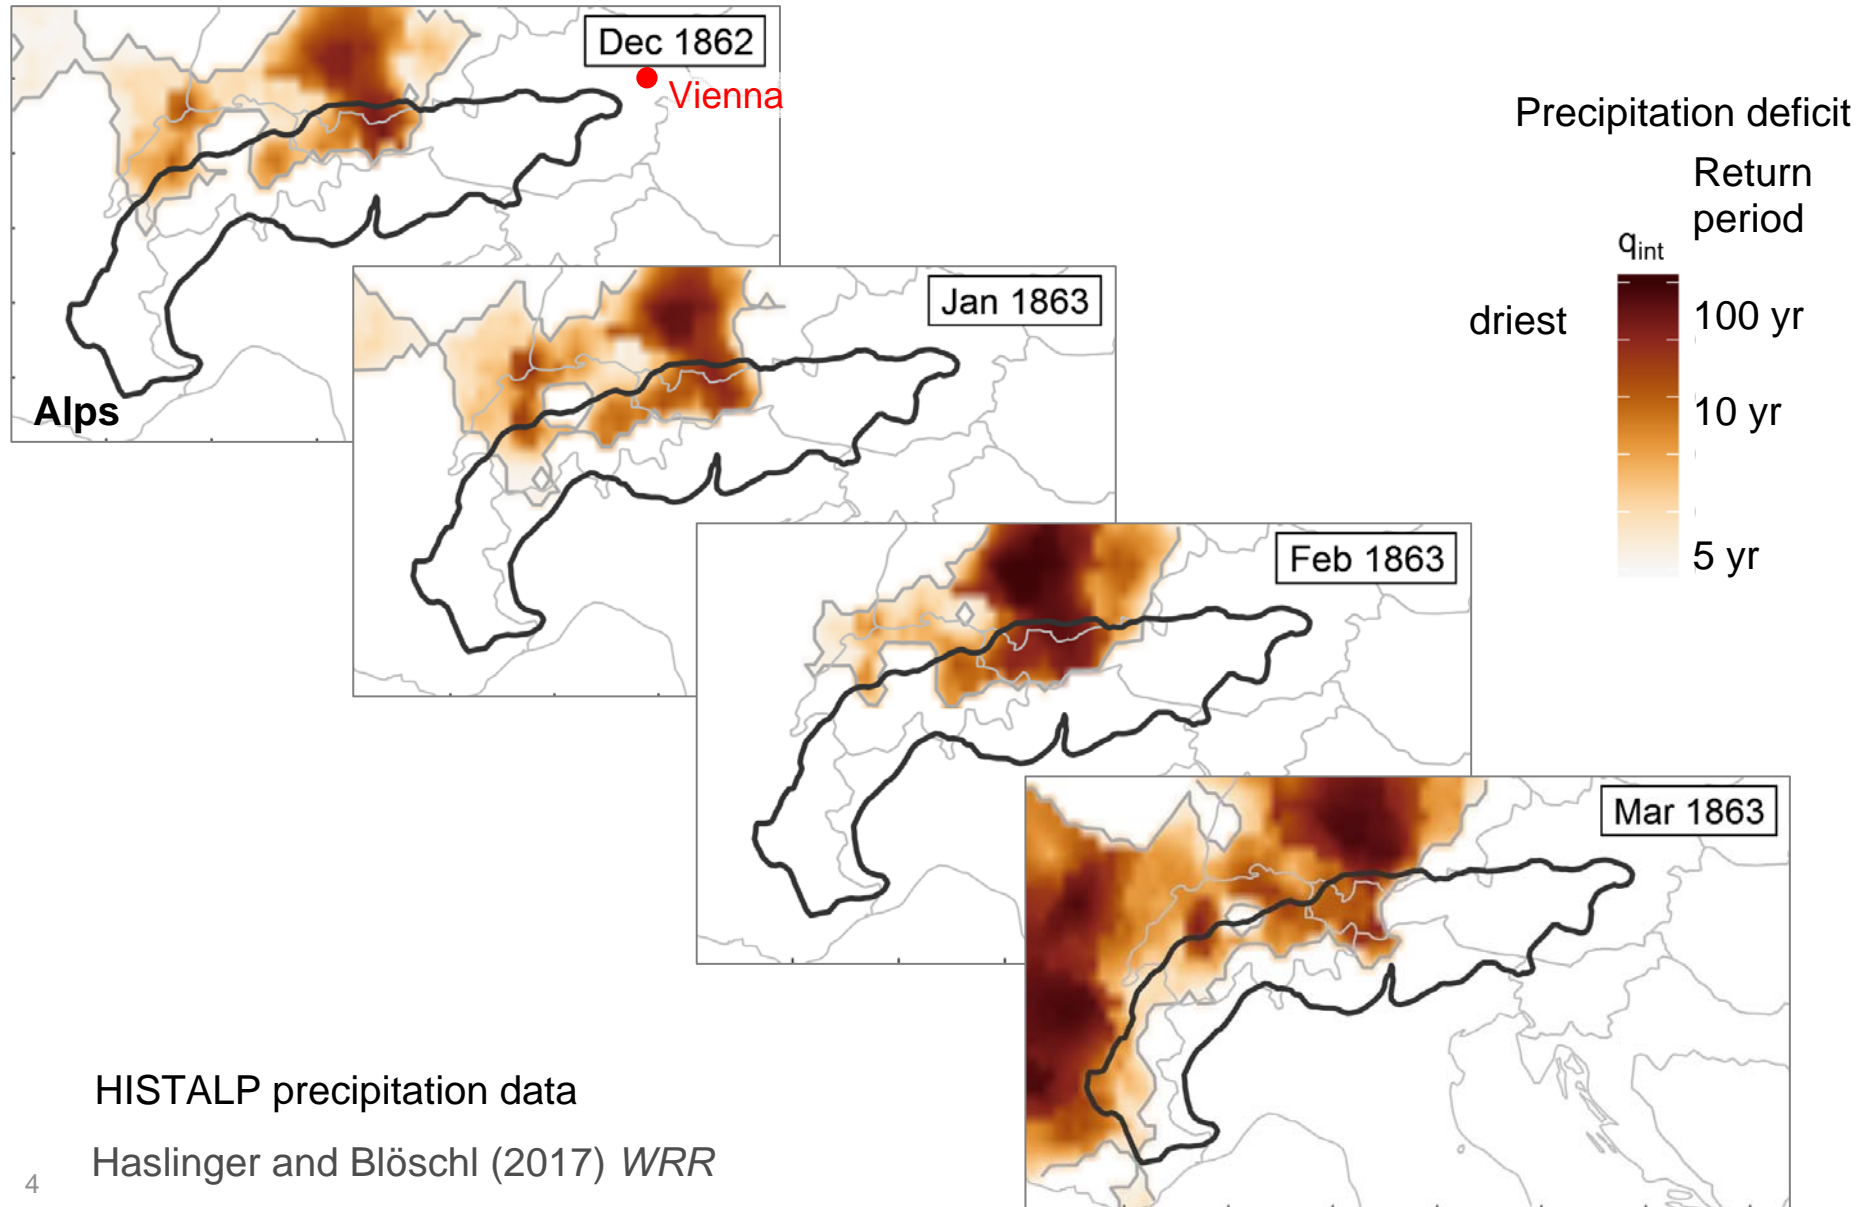 Dec 1862
Vienna
Alps
Jan 1863
Feb 1863
Mar 1863
Precipitation deficit
Return
period
qint
driest
100 yr
10 yr
5 yr
HISTALP precipitation data
Haslinger and Blöschl (2017) WRR
4